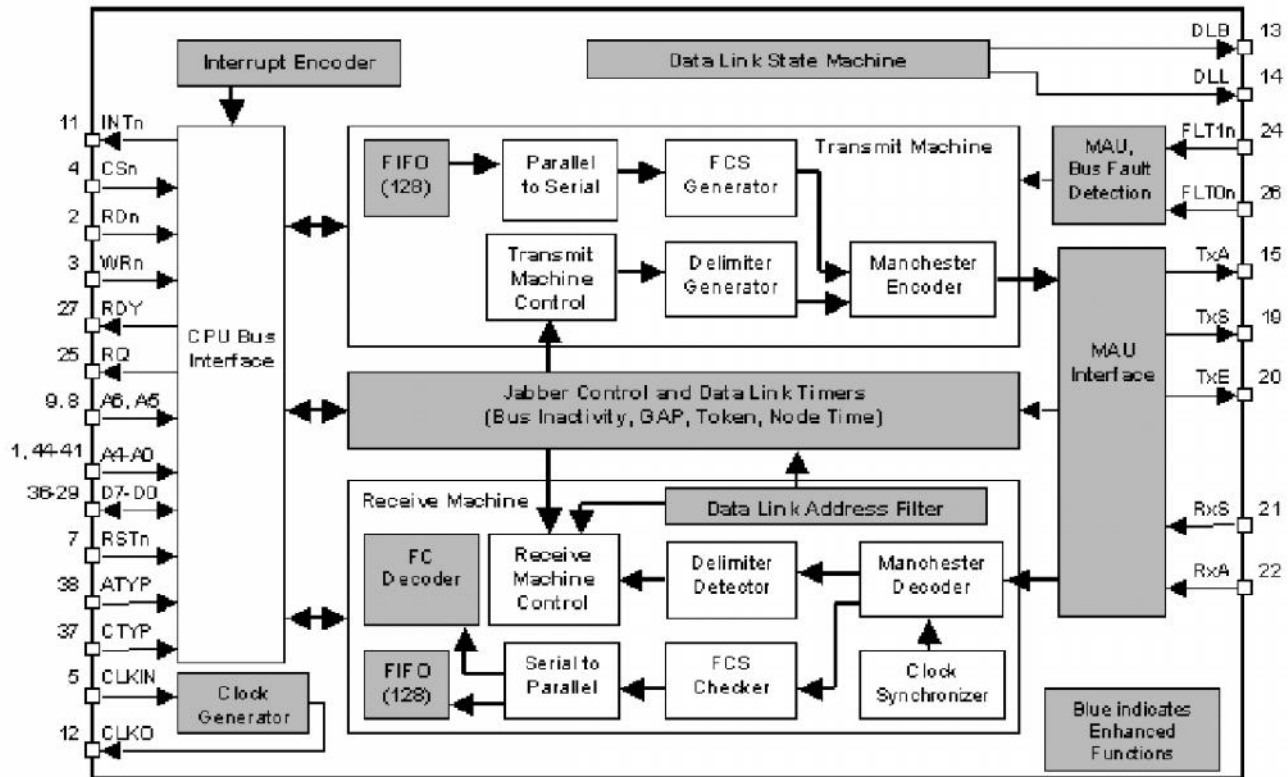 Interrupt Encoder
Data Link State Machine
DLB 13
DLL 14
11 INTn
4 CSn
2 RDn
3 WRn
27 RDY
25 RQ
9, 8 A6, A5
1, 44-41 A4-A0
36-29 D7-D0
7 RSTn
38 ATYP
37 CTYP
5 CLKIN
12 CLKO
CPU Bus
Interface
Clock
Generator
Transmit Machine
FIFO
(128)
Parallel
to Serial
FCS
Generator
Transmit
Machine
Control
Delimiter
Generator
Manchester
Encoder
MAU,
Bus Fault
Detection
FLT1n 24
FLT0n 26
TxA 15
TxS 19
TxE 20
MAU
Interface
RxS 21
RxA 22
Jabber Control and Data Link Timers
(Bus Inactivity, GAP, Token, Node Time)
Receive Machine
Data Link Address Filter
FC
Decoder
Receive
Machine
Control
Delimiter
Detector
Manchester
Decoder
FIFO
(128)
Serial to
Parallel
FCS
Checker
Clock
Synchronizer
Blue indicates
Enhanced
Functions